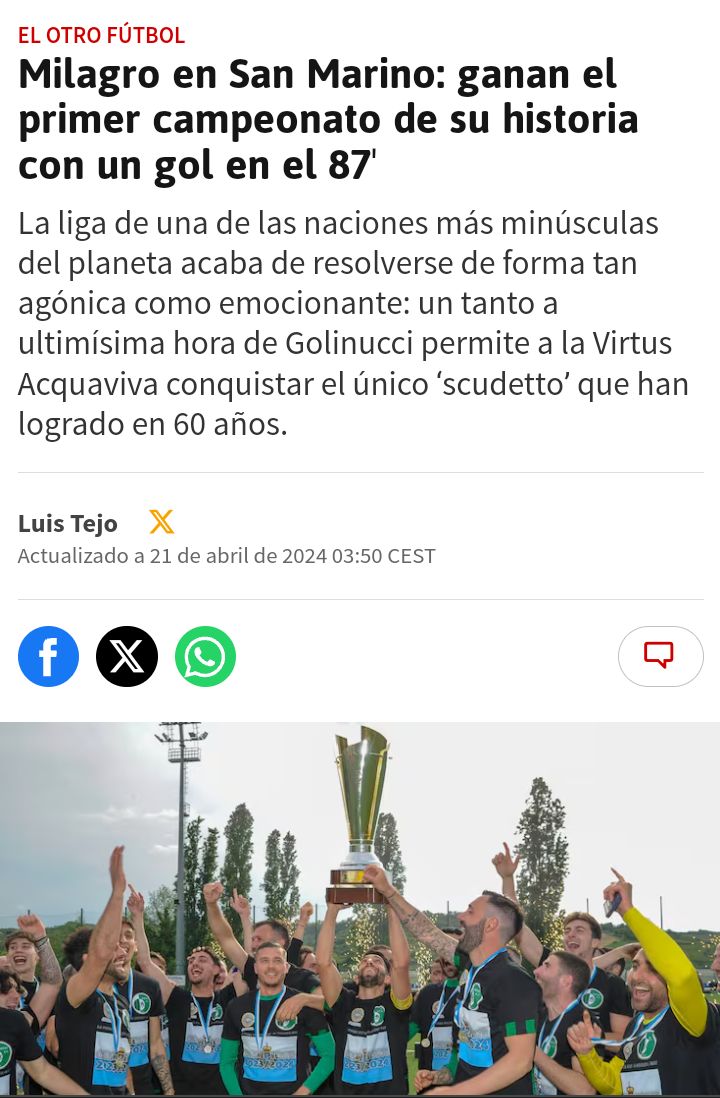 EL OTRO FÚTBOL
Milagro en San Marino: ganan el
primer campeonato de su historia
con un gol en el 87'
La liga de una de las naciones más minúsculas
del planeta acaba de resolverse de forma tan
agónica como emocionante: un tanto a
ultimísima hora de Golinucci permite a la Virtus
Acquaviva conquistar el único ‘scudetto’ que han
logrado en 60 años.
Luis Tejo
Actualizado a 21 de abril de 2024 03:50 CEST
2023 2024